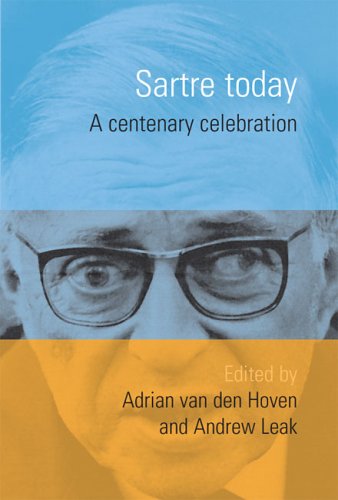 Sartre today
A centenary celebration
Edited by
Adrian van den Hoven
and Andrew Leak